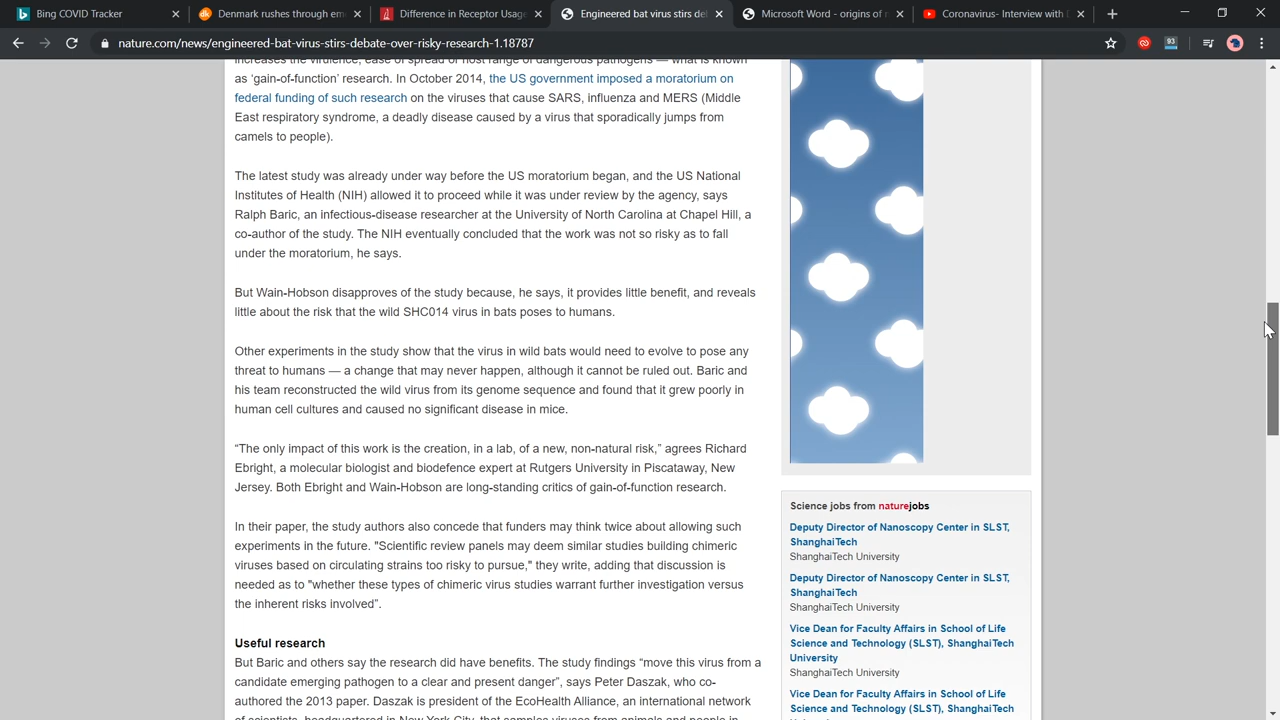 Bing COVID Tracker
Denmark rushes through em
Difference in Receptor Usage
Engineered bat virus stirs de
Microsoft Word - origins of
Coronavirus- Interview with
nature.com/news/engineered-bat-virus-stirs-debate-over-risky-research-1.18787
93
increases the virulence, ease of spread or host range of dangerous pathogens — what is known
as ‘gain-of-function’ research. In October 2014, the US government imposed a moratorium on
federal funding of such research on the viruses that cause SARS, influenza and MERS (Middle
East respiratory syndrome, a deadly disease caused by a virus that sporadically jumps from
camels to people).
The latest study was already under way before the US moratorium began, and the US National
Institutes of Health (NIH) allowed it to proceed while it was under review by the agency, says
Ralph Baric, an infectious-disease researcher at the University of North Carolina at Chapel Hill, a
co-author of the study. The NIH eventually concluded that the work was not so risky as to fall
under the moratorium, he says.
But Wain-Hobson disapproves of the study because, he says, it provides little benefit, and reveals
little about the risk that the wild SHC014 virus in bats poses to humans.
Other experiments in the study show that the virus in wild bats would need to evolve to pose any
threat to humans — a change that may never happen, although it cannot be ruled out. Baric and
his team reconstructed the wild virus from its genome sequence and found that it grew poorly in
human cell cultures and caused no significant disease in mice.
“The only impact of this work is the creation, in a lab, of a new, non-natural risk,” agrees Richard
Ebright, a molecular biologist and biodefence expert at Rutgers University in Piscataway, New
Jersey. Both Ebright and Wain-Hobson are long-standing critics of gain-of-function research.
In their paper, the study authors also concede that funders may think twice about allowing such
experiments in the future. "Scientific review panels may deem similar studies building chimeric
viruses based on circulating strains too risky to pursue," they write, adding that discussion is
needed as to "whether these types of chimeric virus studies warrant further investigation versus
the inherent risks involved”.
Useful research
But Baric and others say the research did have benefits. The study findings “move this virus from a
candidate emerging pathogen to a clear and present danger”, says Peter Daszak, who co-
authored the 2013 paper. Daszak is president of the EcoHealth Alliance, an international network
of scientists, headquartered in New York City, that samples viruses from animals and people in
Science jobs from naturejobs
Deputy Director of Nanoscopy Center in SLST,
ShanghaiTech
ShanghaiTech University
Deputy Director of Nanoscopy Center in SLST,
ShanghaiTech
ShanghaiTech University
Vice Dean for Faculty Affairs in School of Life
Science and Technology (SLST), ShanghaiTech
University
ShanghaiTech University
Vice Dean for Faculty Affairs in School of Life
Science and Technology (SLST), ShanghaiTech